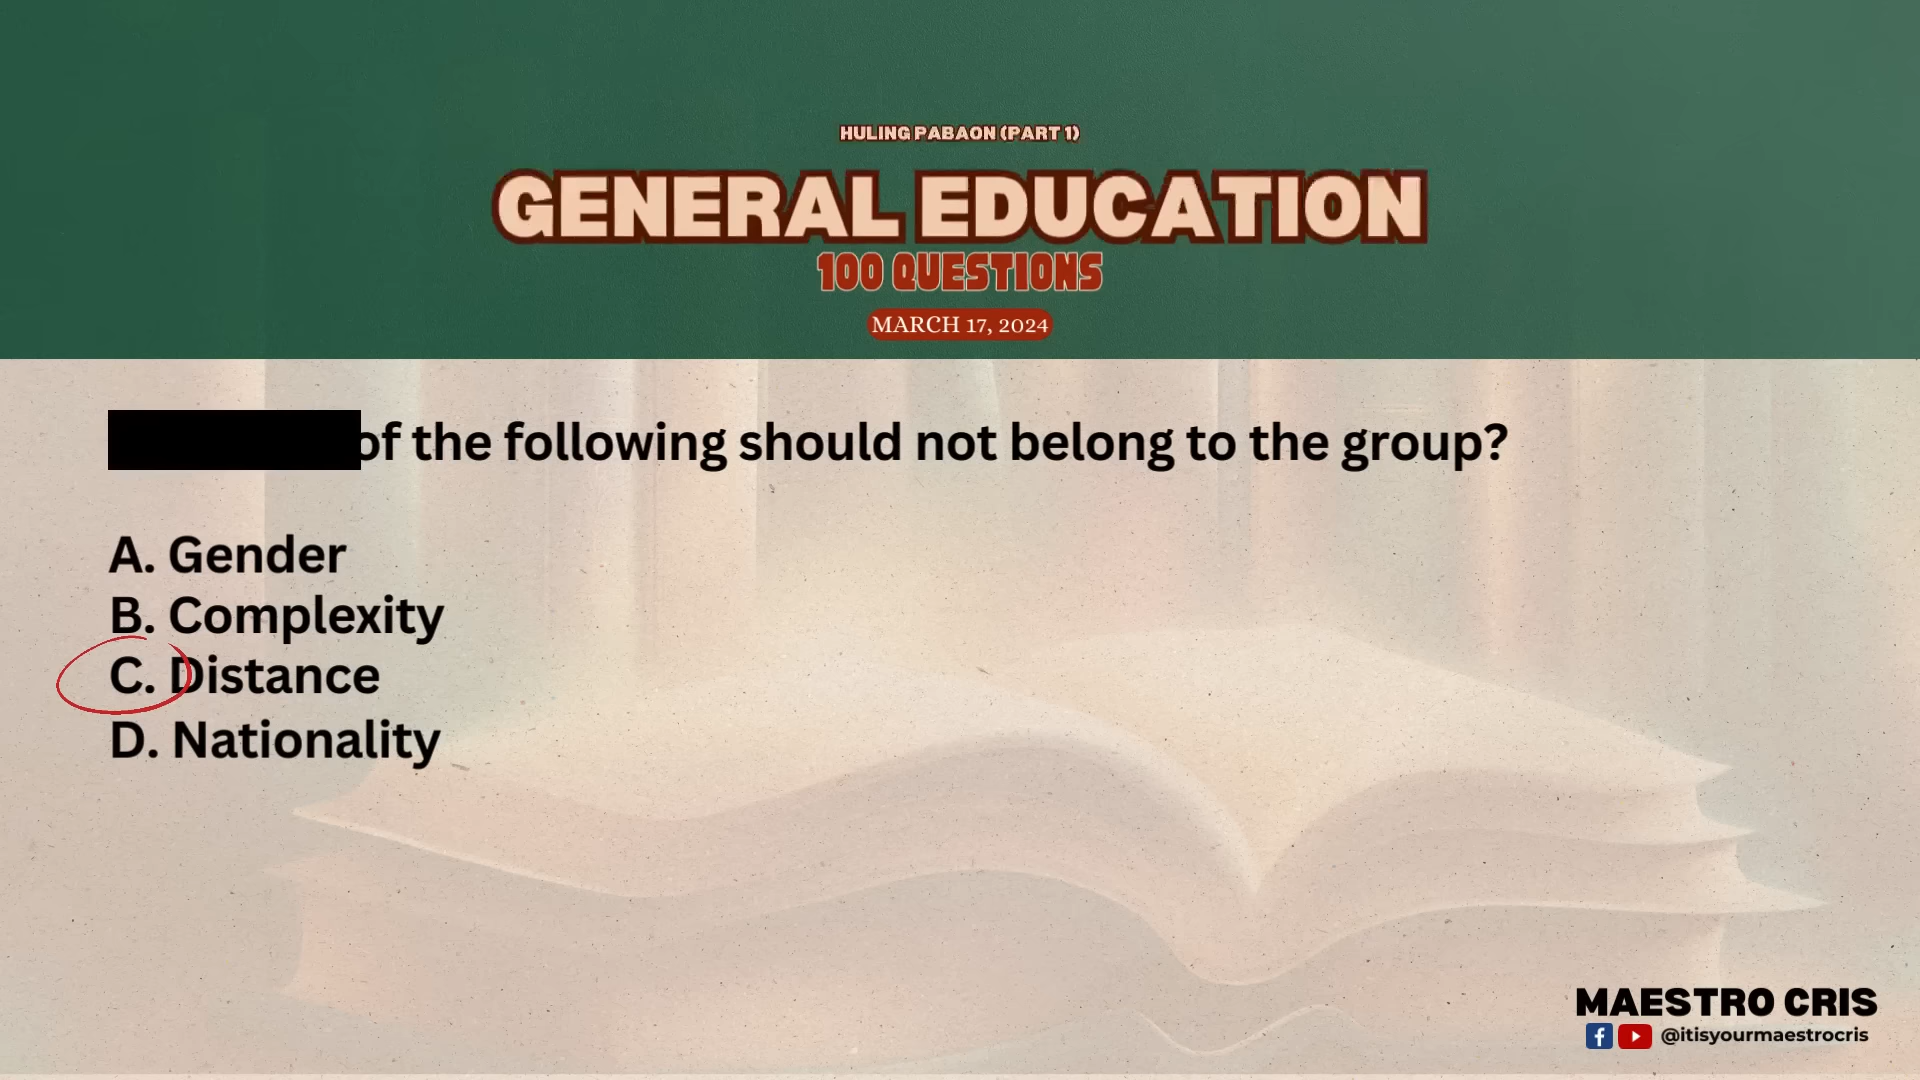 HULING PABAON (PART 1)
GENERAL EDUCATION
100 QUESTIONS
MARCH 17, 2024
of the following should not belong to the group?
A. Gender
B. Complexity
C. Distance
D. Nationality
MAESTRO CRIS
@itisyourmaestrocris